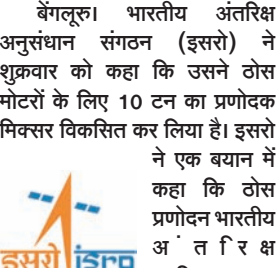 बेंगलूरू। भारतीय अंतरिक्ष
अनुसंधान संगठन (इसरो) ने
शुक्रवार को कहा कि उसने ठोस
मोटरों के लिए 10 टन का प्रणोदक
मिक्सर विकसित कर लिया है। इसरो
ने एक बयान में
कहा कि ठोस
प्रणोदन भारतीय
अंतरिक्ष
इसरो isro